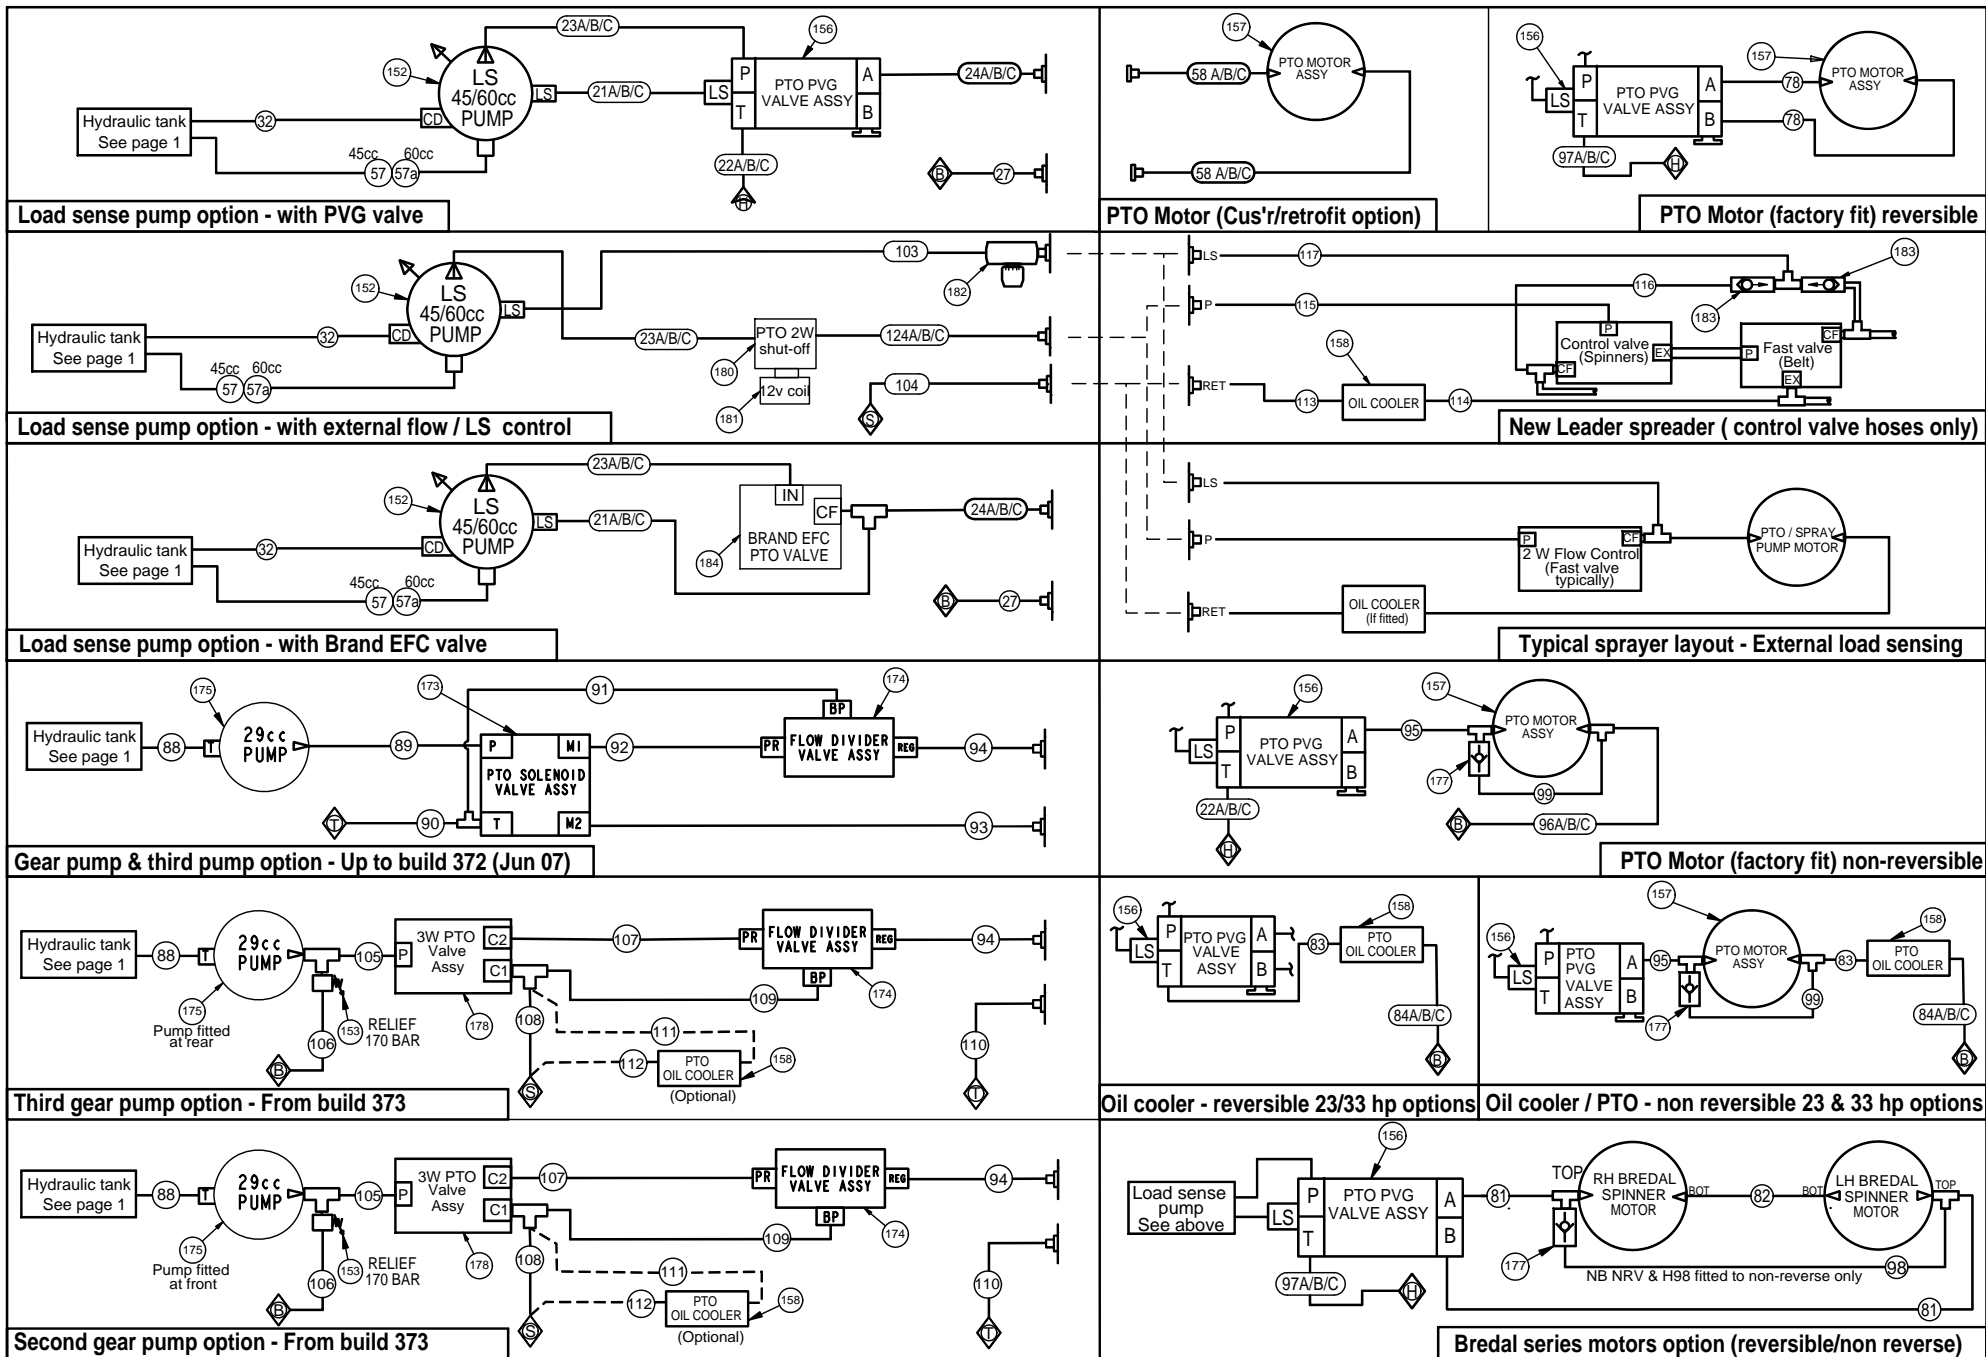 23A/B/C
156
152
LS
45/60cc
PUMP
LS
21A/B/C
LS
P
T
PTO PVG
VALVE ASSY
A
B
24A/B/C
Hydraulic tank
See page 1
32
CD
45cc
60cc
57
57a
22A/B/C
H
B
27
Load sense pump option - with PVG valve
157
58 A/B/C
PTO MOTOR
ASSY
58 A/B/C
PTO Motor (Cus'r/retrofit option)
156
157
P
LS
T
PTO PVG
VALVE ASSY
A
B
78
78
PTO MOTOR
ASSY
97A/B/C
H
PTO Motor (factory fit) reversible
152
LS
45/60cc
PUMP
LS
103
182
Hydraulic tank
See page 1
32
CD
23A/B/C
PTO 2W
shut-off
124A/B/C
180
12v coil
181
45cc
60cc
57
57a
104
S
Load sense pump option - with external flow / LS  control
LS
117
183
116
183
P
115
P
Control valve
(Spinners)
EX
CF
CF
P
Fast valve
(Belt)
EX
158
RET
113
OIL COOLER
114
New Leader spreader ( control valve hoses only)
23A/B/C
152
LS
45/60cc
PUMP
LS
21A/B/C
IN
CF
BRAND EFC
PTO VALVE
184
24A/B/C
Hydraulic tank
See page 1
32
CD
45cc
60cc
57
57a
B
27
Load sense pump option - with Brand EFC valve
LS
P
P
CF
2 W Flow Control
(Fast valve
typically)
PTO / SPRAY
PUMP MOTOR
RET
OIL COOLER
(If fitted)
Typical sprayer layout - External load sensing
175
173
91
174
Hydraulic tank
See page 1
88
T
29cc
PUMP
89
P
M1
PTO SOLENOID
VALVE ASSY
T
M2
92
BP
PR
FLOW DIVIDER
VALVE ASSY
REG
94
T
90
93
Gear pump & third pump option - Up to build 372 (Jun 07)
156
157
P
LS
T
PTO PVG
VALVE ASSY
A
B
95
PTO MOTOR
ASSY
177
99
22A/B/C
H
B
96A/B/C
PTO Motor (factory fit) non-reversible
Hydraulic tank
See page 1
88
T
29cc
PUMP
105
P
3W PTO
Valve
Assy
C2
C1
107
PR
FLOW DIVIDER
VALVE ASSY
REG
BP
94
174
109
175
Pump fitted
at rear
153
RELIEF
170 BAR
106
B
178
108
111
112
PTO
OIL COOLER
158
(Optional)
S
110
T
Third gear pump option - From build 373
156
P
LS
T
PTO PVG
VALVE
ASSY
A
B
158
83
PTO
OIL COOLER
84A/B/C
B
Oil cooler - reversible 23/33 hp options
156
157
158
P
LS
T
PTO
PVG
VALVE
ASSY
A
B
95
PTO MOTOR
ASSY
83
PTO
OIL COOLER
177
99
84A/B/C
B
Oil cooler / PTO - non reversible 23 & 33 hp options
Hydraulic tank
See page 1
88
T
29cc
PUMP
105
P
3W PTO
Valve
Assy
C2
C1
107
PR
FLOW DIVIDER
VALVE ASSY
REG
BP
94
174
109
175
Pump fitted
at front
153
RELIEF
170 BAR
106
B
178
108
111
112
PTO
OIL COOLER
158
(Optional)
S
110
T
Second gear pump option - From build 373
156
Load sense
pump
See above
P
LS
T
PTO PVG
VALVE ASSY
A
B
81
TOP
RH BREDAL
SPINNER
MOTOR
BOT
82
BOT
LH BREDAL
SPINNER
MOTOR
TOP
177
98
NB NRV & H98 fitted to non-reverse only
97A/B/C
H
81
Bredal series motors option (reversible/non reverse)